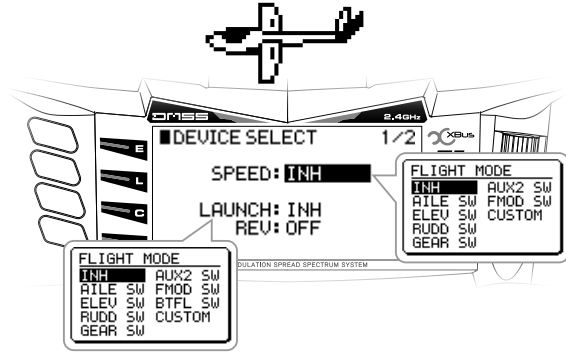 DMSS 2.4GHz
■DEVICE SELECT 1/2
XBus
E
L
C
SPEED: INH
LAUNCH: INH
REV: OFF
FLIGHT MODE
INH AUX2 SW
AILE SW FMOD SW
ELEV SW CUSTOM
RUDD SW
GEAR SW
FLIGHT MODE
INH AUX2 SW
AILE SW FMOD SW
ELEV SW BTFL SW
RUDD SW CUSTOM
GEAR SW
DULATION SPREAD SPECTRUM SYSTEM